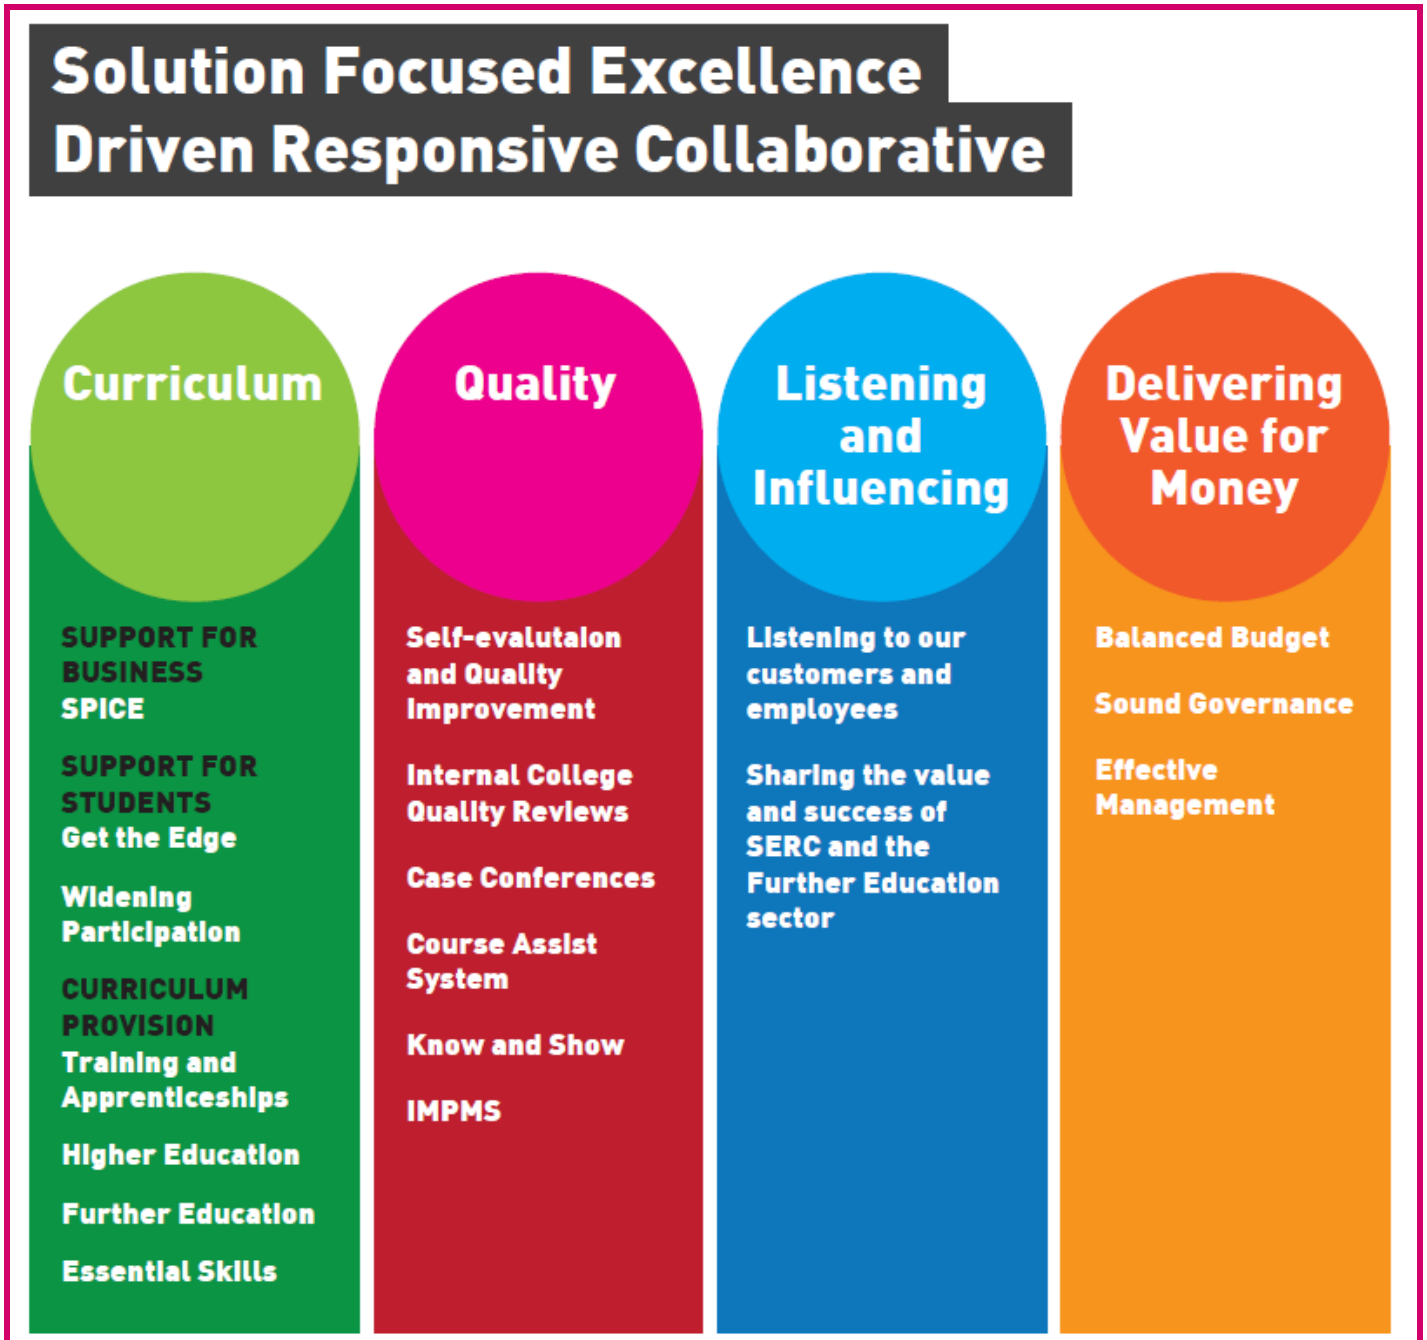 Solution Focused Excellence
Driven Responsive Collaborative
Curriculum
SUPPORT FOR
BUSINESS
SPICE
SUPPORT FOR
STUDENTS
Get the Edge
Widening
Participation
CURRICULUM
PROVISION
Training and
Apprenticeships
Higher Education
Further Education
Essential Skills
Quality
Self-evalutaion
and Quality
Improvement
Internal College
Quality Reviews
Case Conferences
Course Assist
System
Know and Show
IMPMS
Listening
and
Influencing
Listening to our
customers and
employees
Sharing the value
and success of
SERC and the
Further Education
sector
Delivering
Value for
Money
Balanced Budget
Sound Governance
Effective
Management